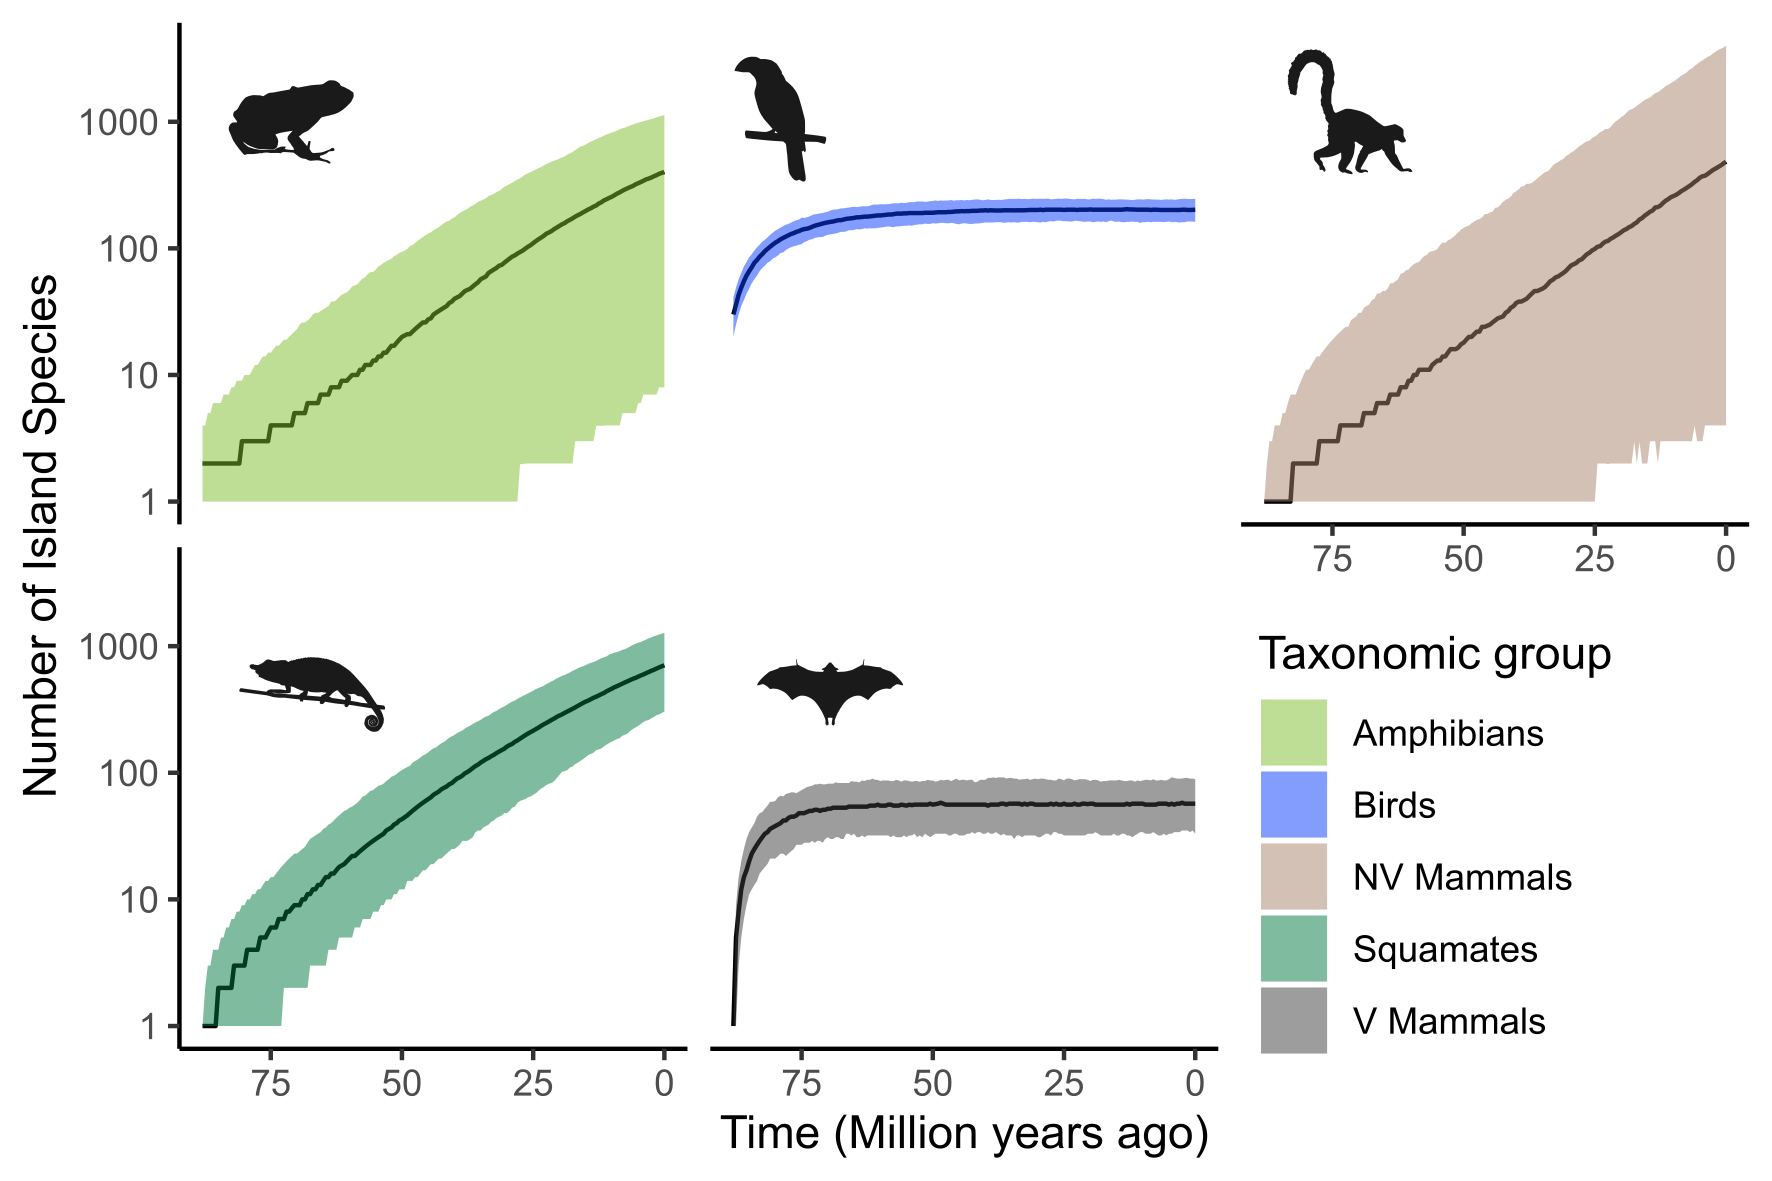 Number of Island Species
1000
100
10
1
75 50 25 0
1000
100
10
1
75 50 25 0
75 50 25 0
Time (Million years ago)
Taxonomic group
Amphibians
Birds
NV Mammals
Squamates
V Mammals